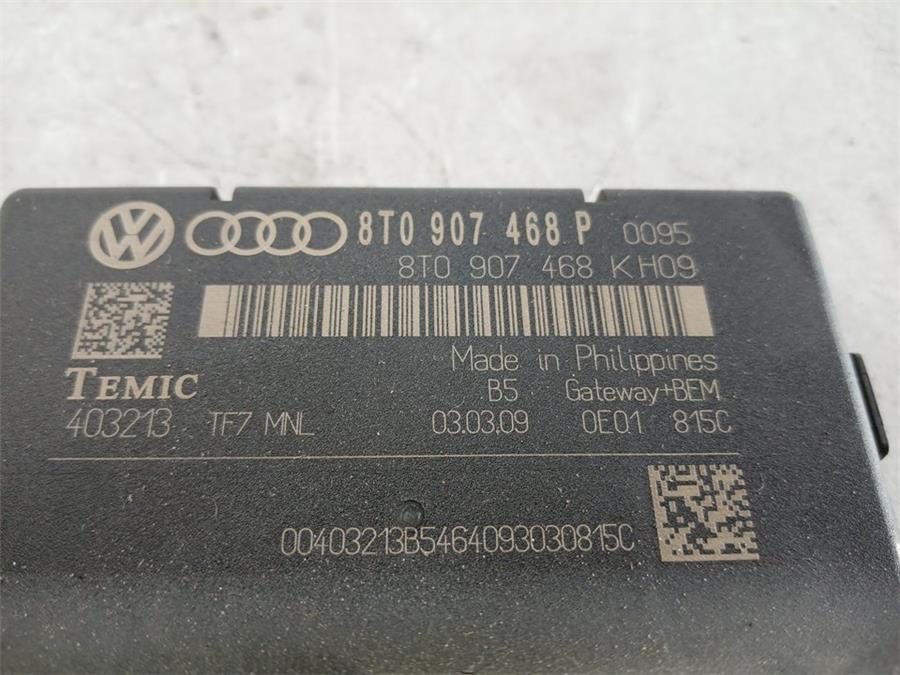 8T0 907 468 P 0095
8T0 907 468 KH09
Made in Philippines
TEMIC B5 Gateway+BEM
403213 TF7 MNL 03.03.09 0E01 815C
00403213B5464093030815C